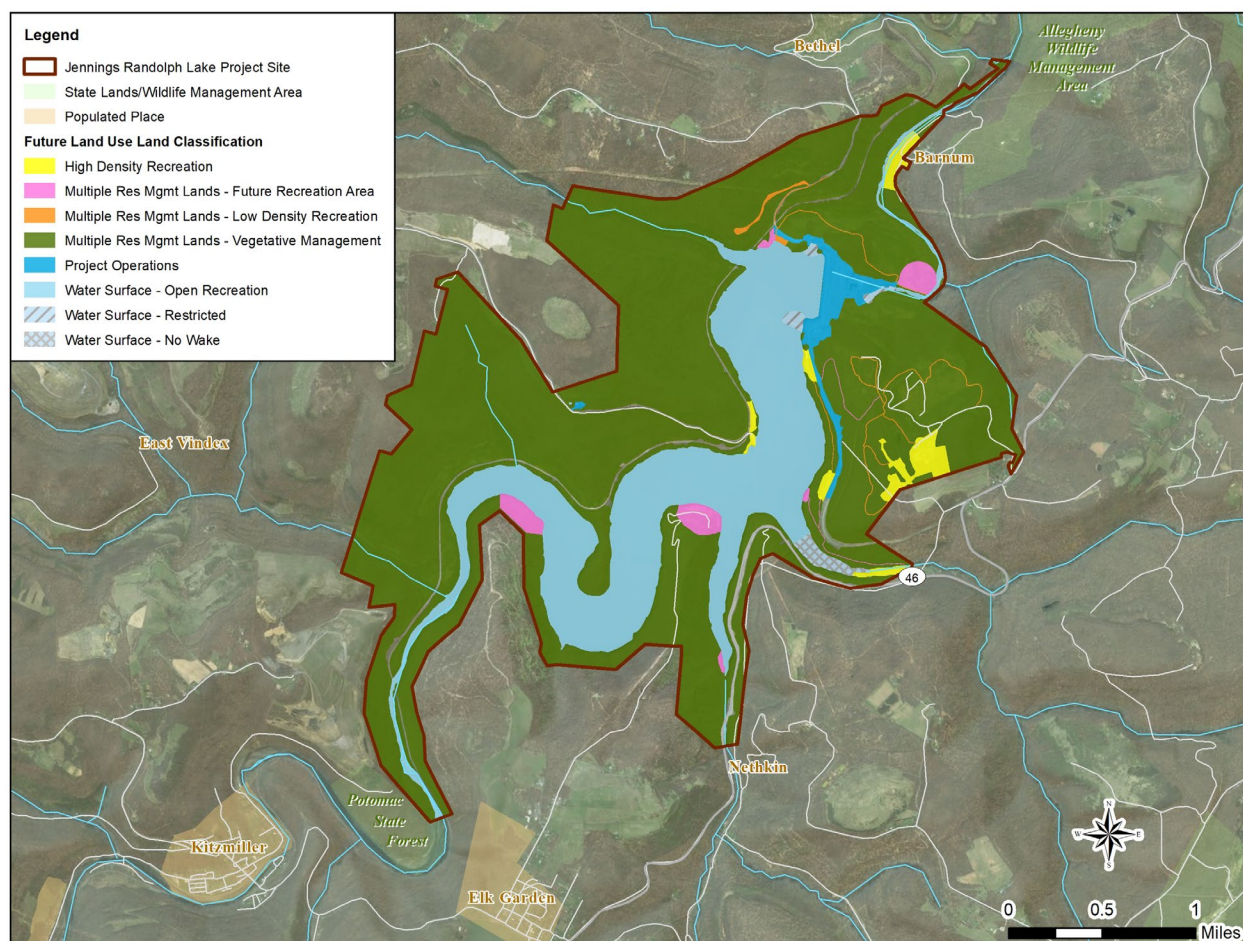 Legend
Jennings Randolph Lake Project Site
State Lands/Wildlife Management Area
Populated Place
Future Land Use Land Classification
High Density Recreation
Multiple Res Mgmt Lands - Future Recreation Area
Multiple Res Mgmt Lands - Low Density Recreation
Multiple Res Mgmt Lands - Vegetative Management
Project Operations
Water Surface - Open Recreation
Water Surface - Restricted
Water Surface - No Wake
Bethel
Allegheny
Wildlife
Management
Area
Barnum
East Vindex
46
Nethkin
Potomac
State
Forest
Kitzmiller
Elk Garden
N
W
E
S
0
0.5
1
Miles